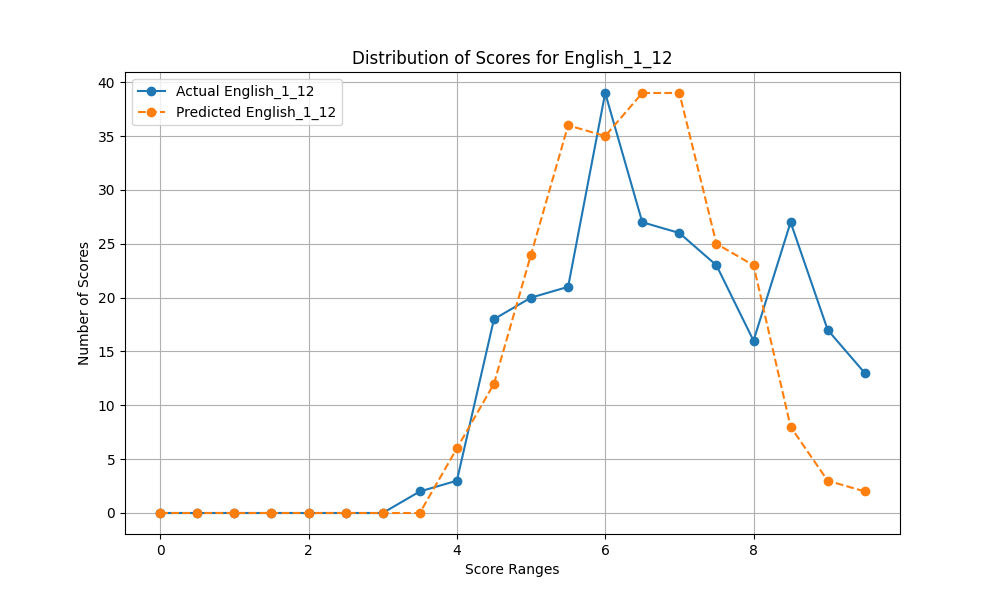 Distribution of Scores for English_1_12
Actual English_1_12
Predicted English_1_12
40
35
30
25
20
15
10
5
0
Number of Scores
0 2 4 6 8
Score Ranges